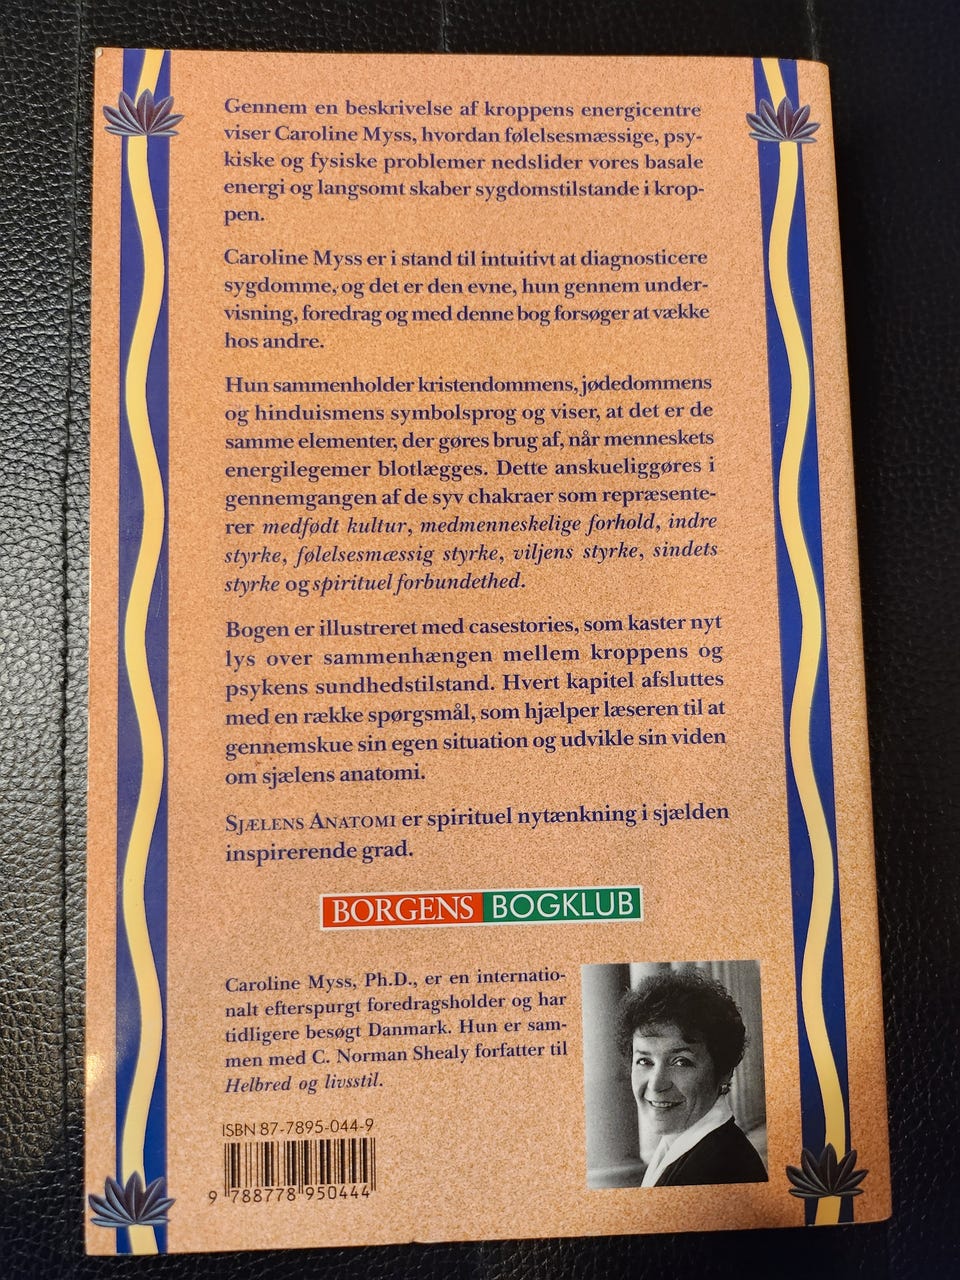 Gennem en beskrivelse af kroppens energicentre
viser Caroline Myss, hvordan følelsesmæssige, psy-
kiske og fysiske problemer nedslider vores basale
energi og langsomt skaber sygdomstilstande i krop-
pen.
Caroline Myss er i stand til intuitivt at diagnosticere
sygdomme, og det er den evne, hun gennem under-
visning, foredrag og med denne bog forsøger at vække
hos andre.
Hun sammenholder kristendommens, jødedommens
og hinduismens symbolsprog og viser, at det er de
samme elementer, der gøres brug af, når menneskets
energilegemer blotlægges. Dette anskueliggøres i
gennemgangen af de syv chakraer som repræsente-
rer medfødt kultur, medmenneskelige forhold, indre
styrke, følelsesmæssig styrke, viljens styrke, sindets
styrke og spirituel forbundethed.
Bogen er illustreret med casestories, som kaster nyt
lys over sammenhængen mellem kroppens og
psykens sundhedstilstand. Hvert kapitel afsluttes
med en række spørgsmål, som hjælper læseren til at
gennemskue sin egen situation og udvikle sin viden
om sjælens anatomi.
SJÆLENS ANATOMI er spirituel nytænkning i sjælden
inspirerende grad.
BORGENS BOGKLUB
Caroline Myss, Ph.D., er en internatio-
nalt efterspurgt foredragsholder og har
tidligere besøgt Danmark. Hun er sam-
men med C. Norman Shealy forfatter til
Helbred og livsstil.
ISBN 87-7895-044-9
9 788778 950444